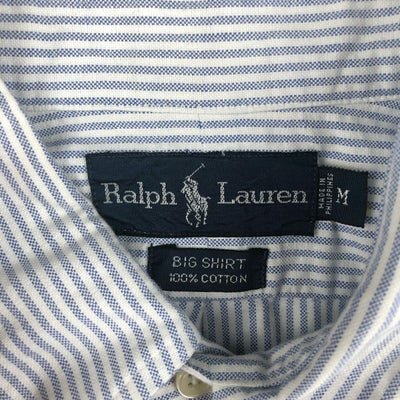 Ralph Lauren
MADE IN
PHILIPPINES
M
BIG SHIRT
100% COTTON